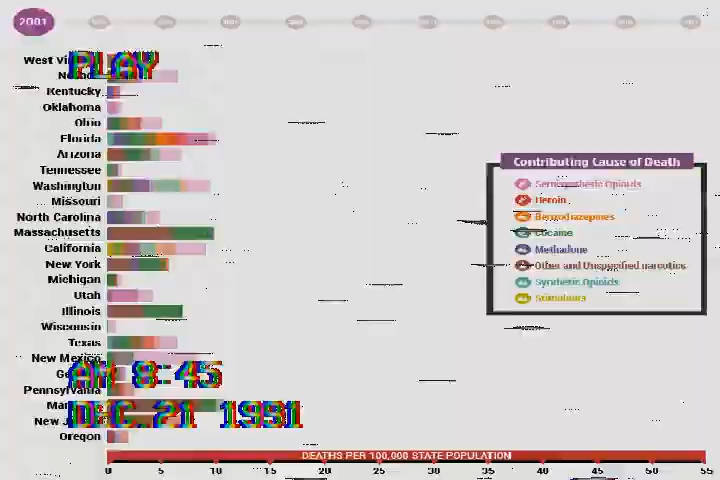 2001
PLAY
Kentucky
Oklahoma
Ohio
Florida
Arizona
Tennessee
Washington
Missouri
North Carolina
Massachusetts
California
New York
Michigan
Utah
Illinois
Wisconsin
Texas
New Mexico
AM 8:45
Pennsylvania
DEC.21 1991
Oregon
Contributing Cause of Death
Semisynthetic Opioids
Heroin
Benzodiazepines
Cocaine
Methadone
Other and Unspecified narcotics
Synthetic Opioids
Stimulants
DEATHS PER 100,000 STATE POPULATION
0 5 10 15 20 25 30 35 40 45 50 55